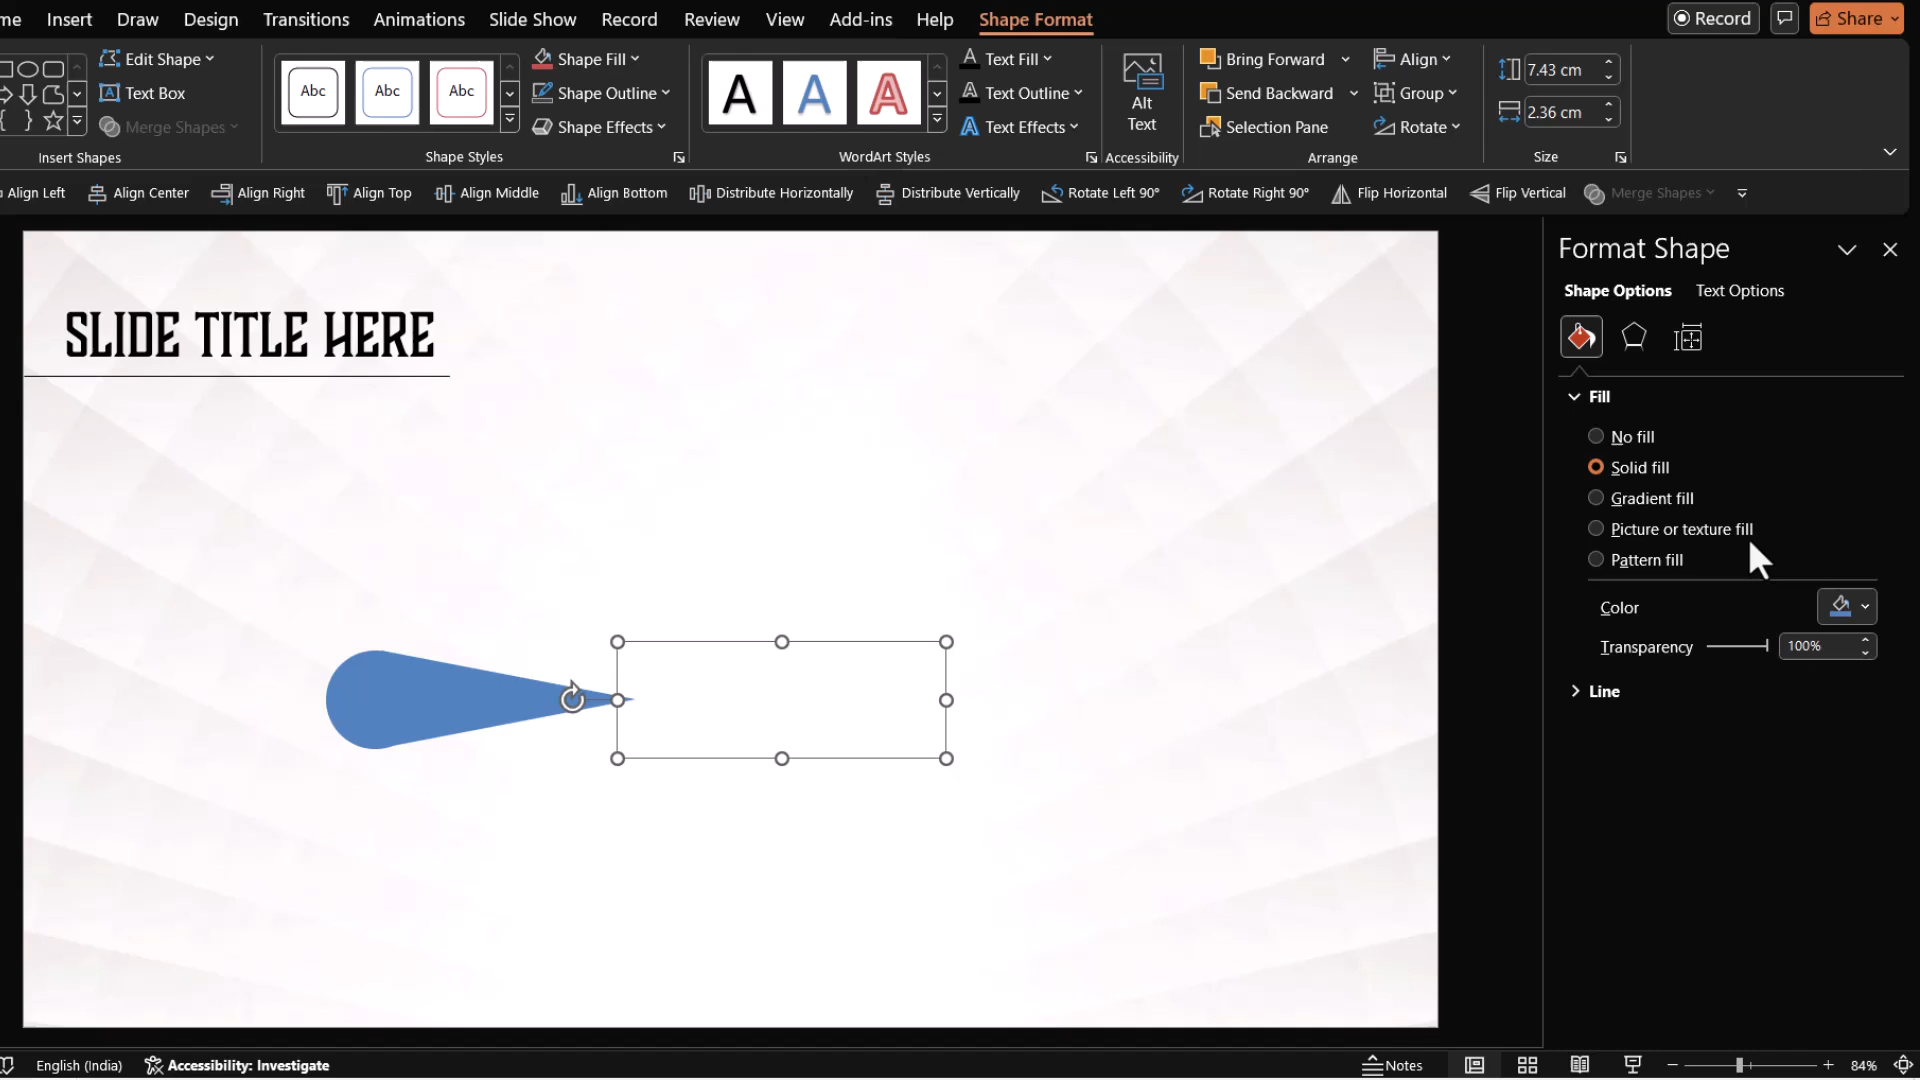 me Insert Draw Design Transitions Animations Slide Show Record Review View Add-ins Help Shape Format Record Share
Edit Shape Text Box Merge Shapes
Insert Shapes
Abc Abc Abc
Shape Fill
Shape Outline
Shape Effects
Shape Styles
A A A
Text Fill
Text Outline
Text Effects
WordArt Styles
Alt
Text
Accessibility
Bring Forward
Send Backward
Selection Pane
Align
Group
Rotate
Arrange
7.43 cm
2.36 cm
Size
Align Left Align Center Align Right Align Top Align Middle Align Bottom Distribute Horizontally Distribute Vertically Rotate Left 90° Rotate Right 90° Flip Horizontal Flip Vertical Merge Shapes
SLIDE TITLE HERE
Format Shape
Shape Options Text Options
Fill
No fill
Solid fill
Gradient fill
Picture or texture fill
Pattern fill
Color
Transparency 100%
Line
English (India) Accessibility: Investigate Notes 84%